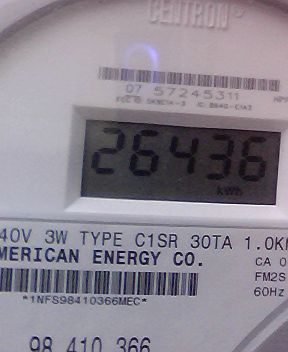 CENTRON®
07 57245311
26436
kWh
40V 3W TYPE C1SR 30TA 1.0K
MERICAN ENERGY CO.
CA 0
FM2S
60Hz
*1NFS98410366MEC*
98 410 366